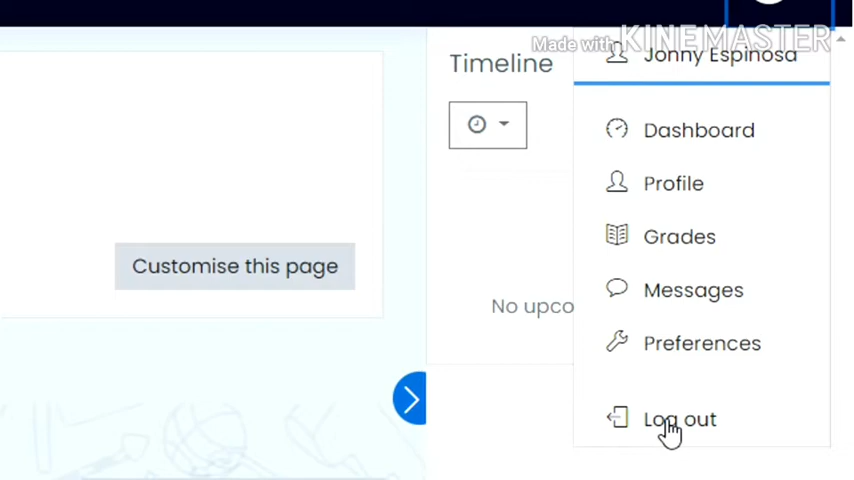 Made with KINEMASTER
Jonny Espinosa
Timeline
Dashboard
Profile
Customise this page
Grades
Messages
No upco
Preferences
Log out